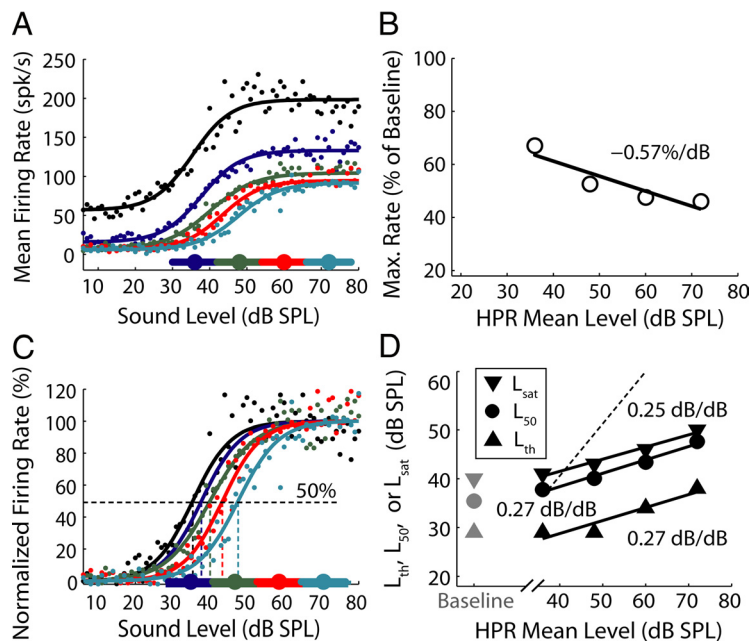 A
Mean Firing Rate (spk/s)
250
200
150
100
50
0
10 20 30 40 50 60 70 80
Sound Level (dB SPL)
B
Max. Rate (% of Baseline)
100
80
60
40
20
−0.57%/dB
20 30 40 50 60 70 80
HPR Mean Level (dB SPL)
C
Normalized Firing Rate (%)
120
100
80
60
40
20
0
50%
10 20 30 40 50 60 70 80
Sound Level (dB SPL)
D
Lth, L50, or Lsat (dB SPL)
60
50
40
30
20
Lsat
L50
Lth
0.25 dB/dB
0.27 dB/dB
0.27 dB/dB
Baseline
40 50 60 70 80
HPR Mean Level (dB SPL)